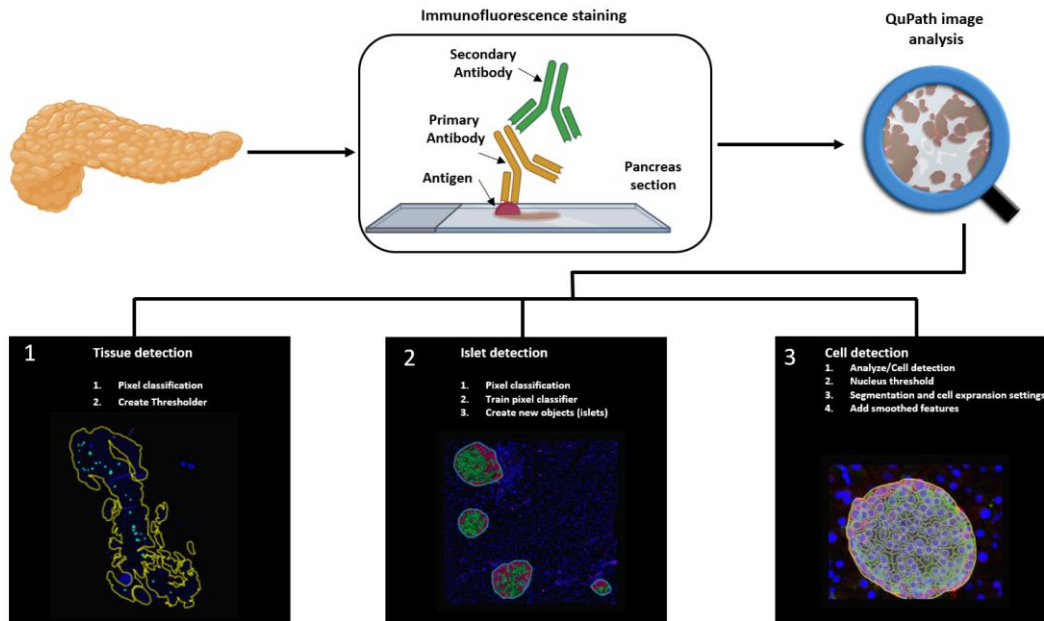 Immunofluorescence staining
QuPath image
analysis
Secondary
Antibody
Primary
Antibody
Antigen
Pancreas
section
1
Tissue detection
1. Pixel classification
2. Create Thresholder
2
Islet detection
1. Pixel classification
2. Train pixel classifier
3. Create new objects (islets)
3
Cell detection
1. Analyze/Cell detection
2. Nucleus threshold
3. Segmentation and cell expransion settings
4. Add smoothed features